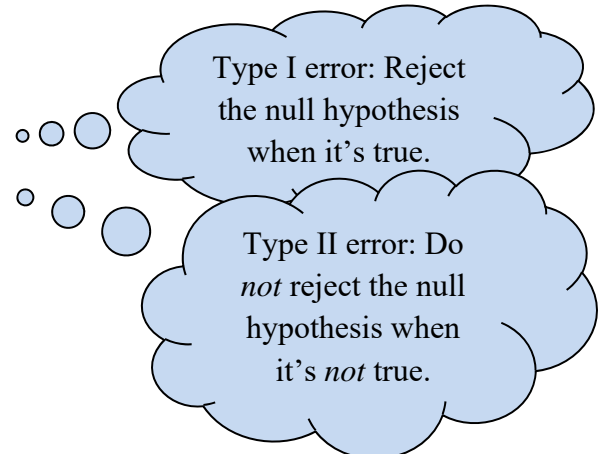 Type I error: Reject
the null hypothesis
when it's true.
Type II error: Do
not reject the null
hypothesis when
it’s not true.